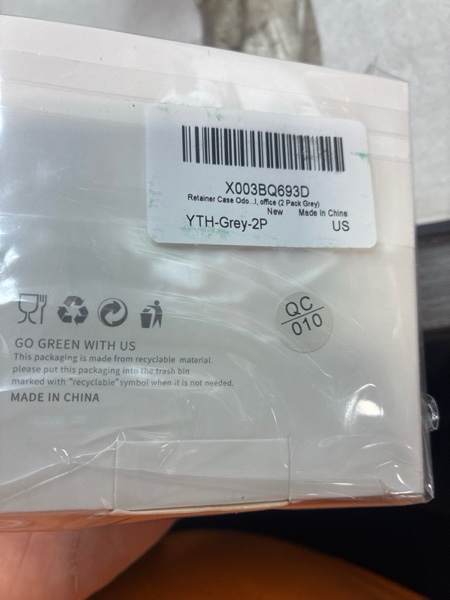 X003BQ693D
Retainer Case Odo...l, office (2 Pack Grey)
New Made In China
YTH-Grey-2P US
QC
010
GO GREEN WITH US
This packaging is made from recyclable material.
please put this packaging into the trash bin
marked with "recyclable" symbol when it is not needed.
MADE IN CHINA